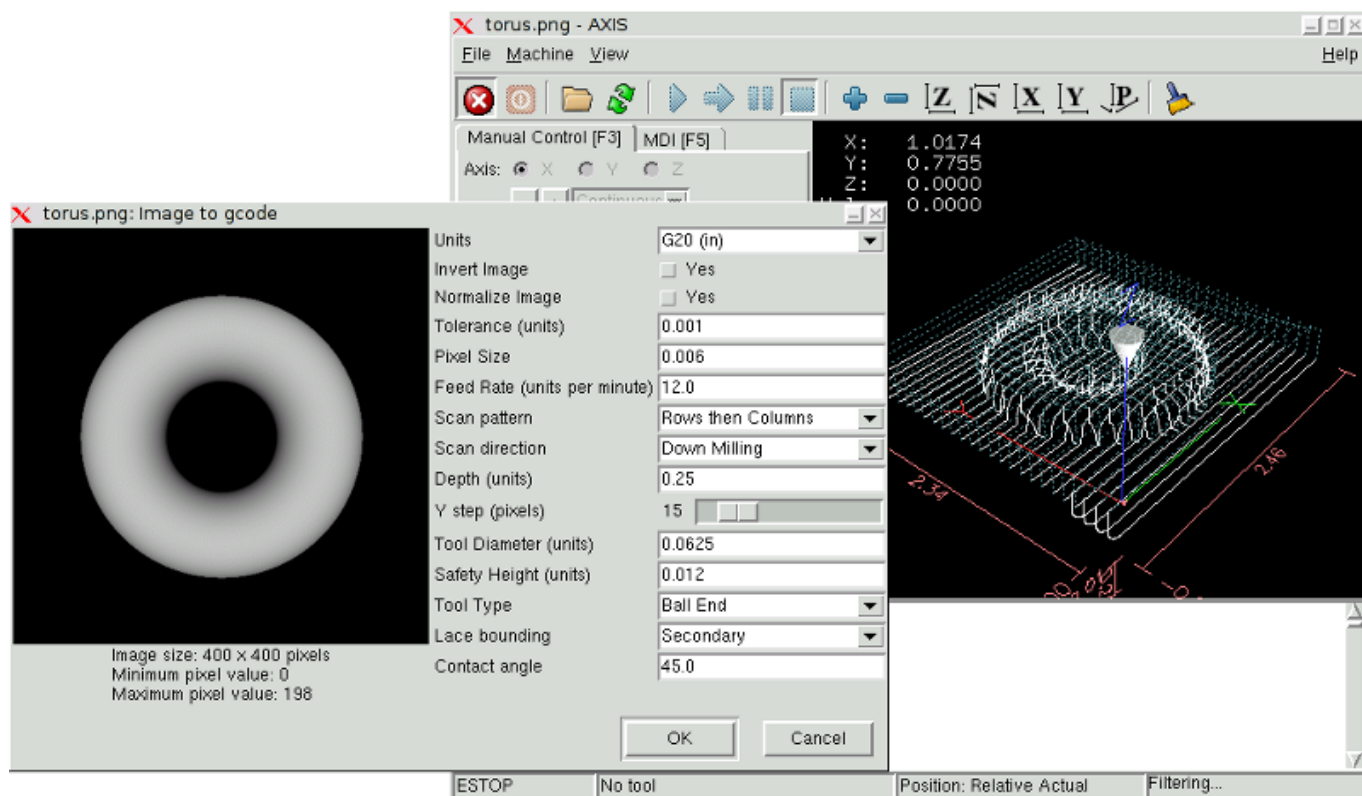 torus.png - AXIS
File Machine View Help
Z N X Y P
Manual Control [F3] MDI [F5]
Axis: X Y Z
Continuous
X: 1.0174
Y: 0.7755
Z: 0.0000
0.0000
2.34
2.46
torus.png: Image to gcode
Units G20 (in)
Invert Image Yes
Normalize Image Yes
Tolerance (units) 0.001
Pixel Size 0.006
Feed Rate (units per minute) 12.0
Scan pattern Rows then Columns
Scan direction Down Milling
Depth (units) 0.25
Y step (pixels) 15
Tool Diameter (units) 0.0625
Safety Height (units) 0.012
Tool Type Ball End
Lace bounding Secondary
Contact angle 45.0
Image size: 400 x 400 pixels
Minimum pixel value: 0
Maximum pixel value: 198
OK Cancel
ESTOP No tool Position: Relative Actual Filtering...